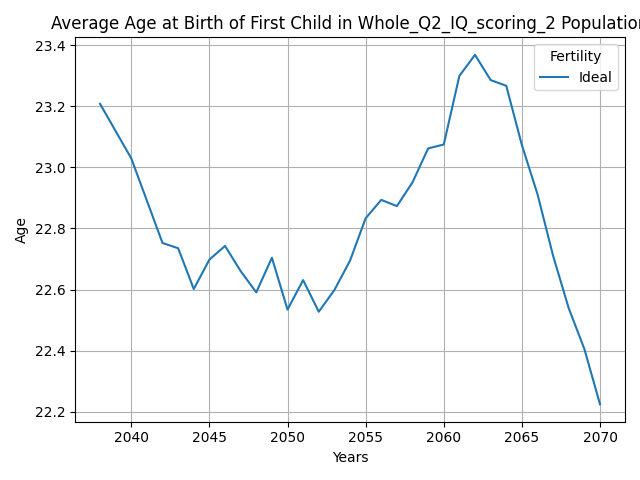 Average Age at Birth of First Child in Whole_Q2_IQ_scoring_2 Population
Fertility
Ideal
23.4
23.2
23.0
22.8
22.6
22.4
22.2
Age
2040 2045 2050 2055 2060 2065 2070
Years